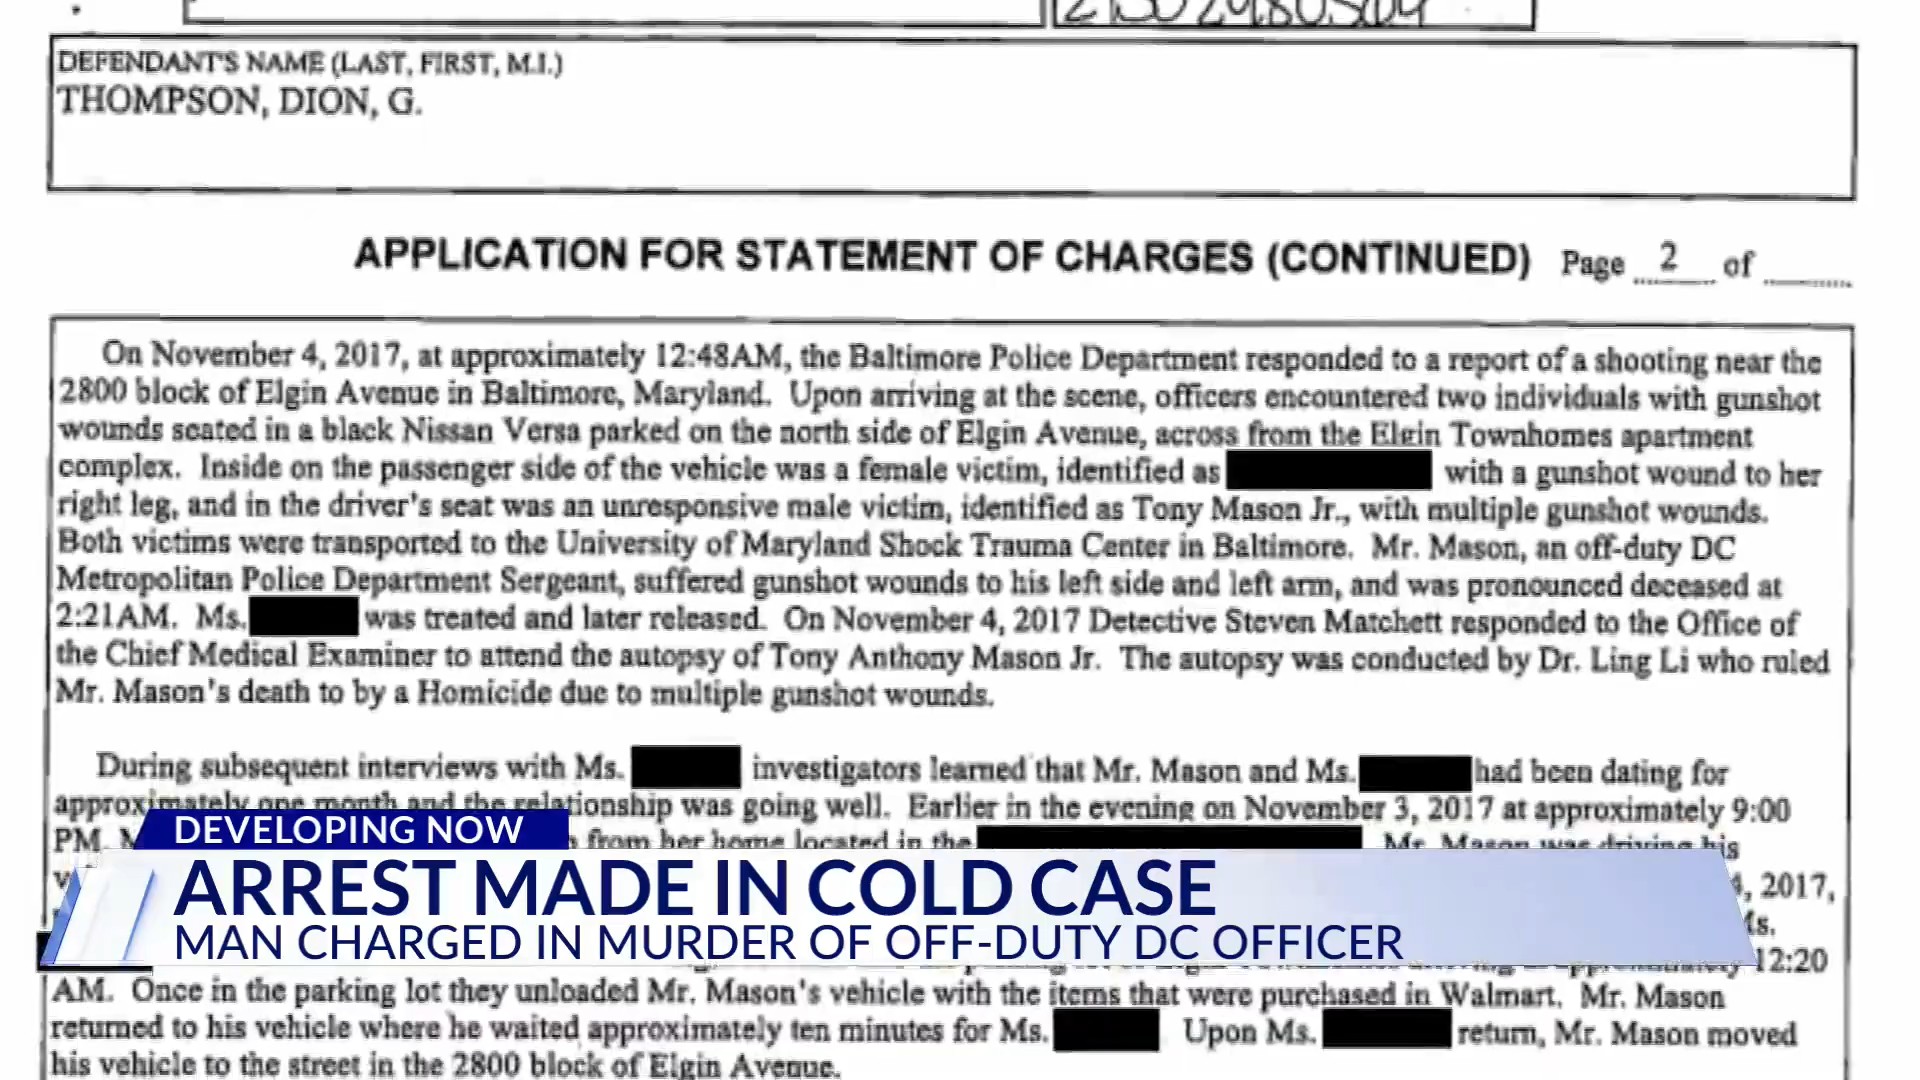 DEFENDANT'S NAME (LAST, FIRST, M.I.)
THOMPSON, DION, G.
APPLICATION FOR STATEMENT OF CHARGES (CONTINUED) Page 2 of
On November 4, 2017, at approximately 12:48AM, the Baltimore Police Department responded to a report of a shooting near the
2800 block of Elgin Avenue in Baltimore, Maryland. Upon arriving at the scene, officers encountered two individuals with gunshot
wounds seated in a black Nissan Versa parked on the north side of Elgin Avenue, across from the Elgin Townhomes apartment
complex. Inside on the passenger side of the vehicle was a female victim, identified as with a gunshot wound to her
right leg, and in the driver's seat was an unresponsive male victim, identified as Tony Mason Jr., with multiple gunshot wounds.
Both victims were transported to the University of Maryland Shock Trauma Center in Baltimore. Mr. Mason, an off-duty DC
Metropolitan Police Department Sergeant, suffered gunshot wounds to his left side and left arm, and was pronounced deceased at
2:21AM. Ms. was treated and later released. On November 4, 2017 Detective Steven Matchett responded to the Office of
the Chief Medical Examiner to attend the autopsy of Tony Anthony Mason Jr. The autopsy was conducted by Dr. Ling Li who ruled
Mr. Mason's death to by a Homicide due to multiple gunshot wounds.
During subsequent interviews with Ms. investigators learned that Mr. Mason and Ms. had been dating for
approximately one month and the relationship was going well. Earlier in the evening on November 3, 2017 at approximately 9:00
PM, from her home located in the Mr. Mason was driving his
2017,
Ms.
approximately 12:20
AM. Once in the parking lot they unloaded Mr. Mason's vehicle with the items that were purchased in Walmart. Mr. Mason
returned to his vehicle where he waited approximately ten minutes for Ms. Upon Ms. return, Mr. Mason moved
his vehicle to the street in the 2800 block of Elgin Avenue.
DEVELOPING NOW
ARREST MADE IN COLD CASE
MAN CHARGED IN MURDER OF OFF-DUTY DC OFFICER